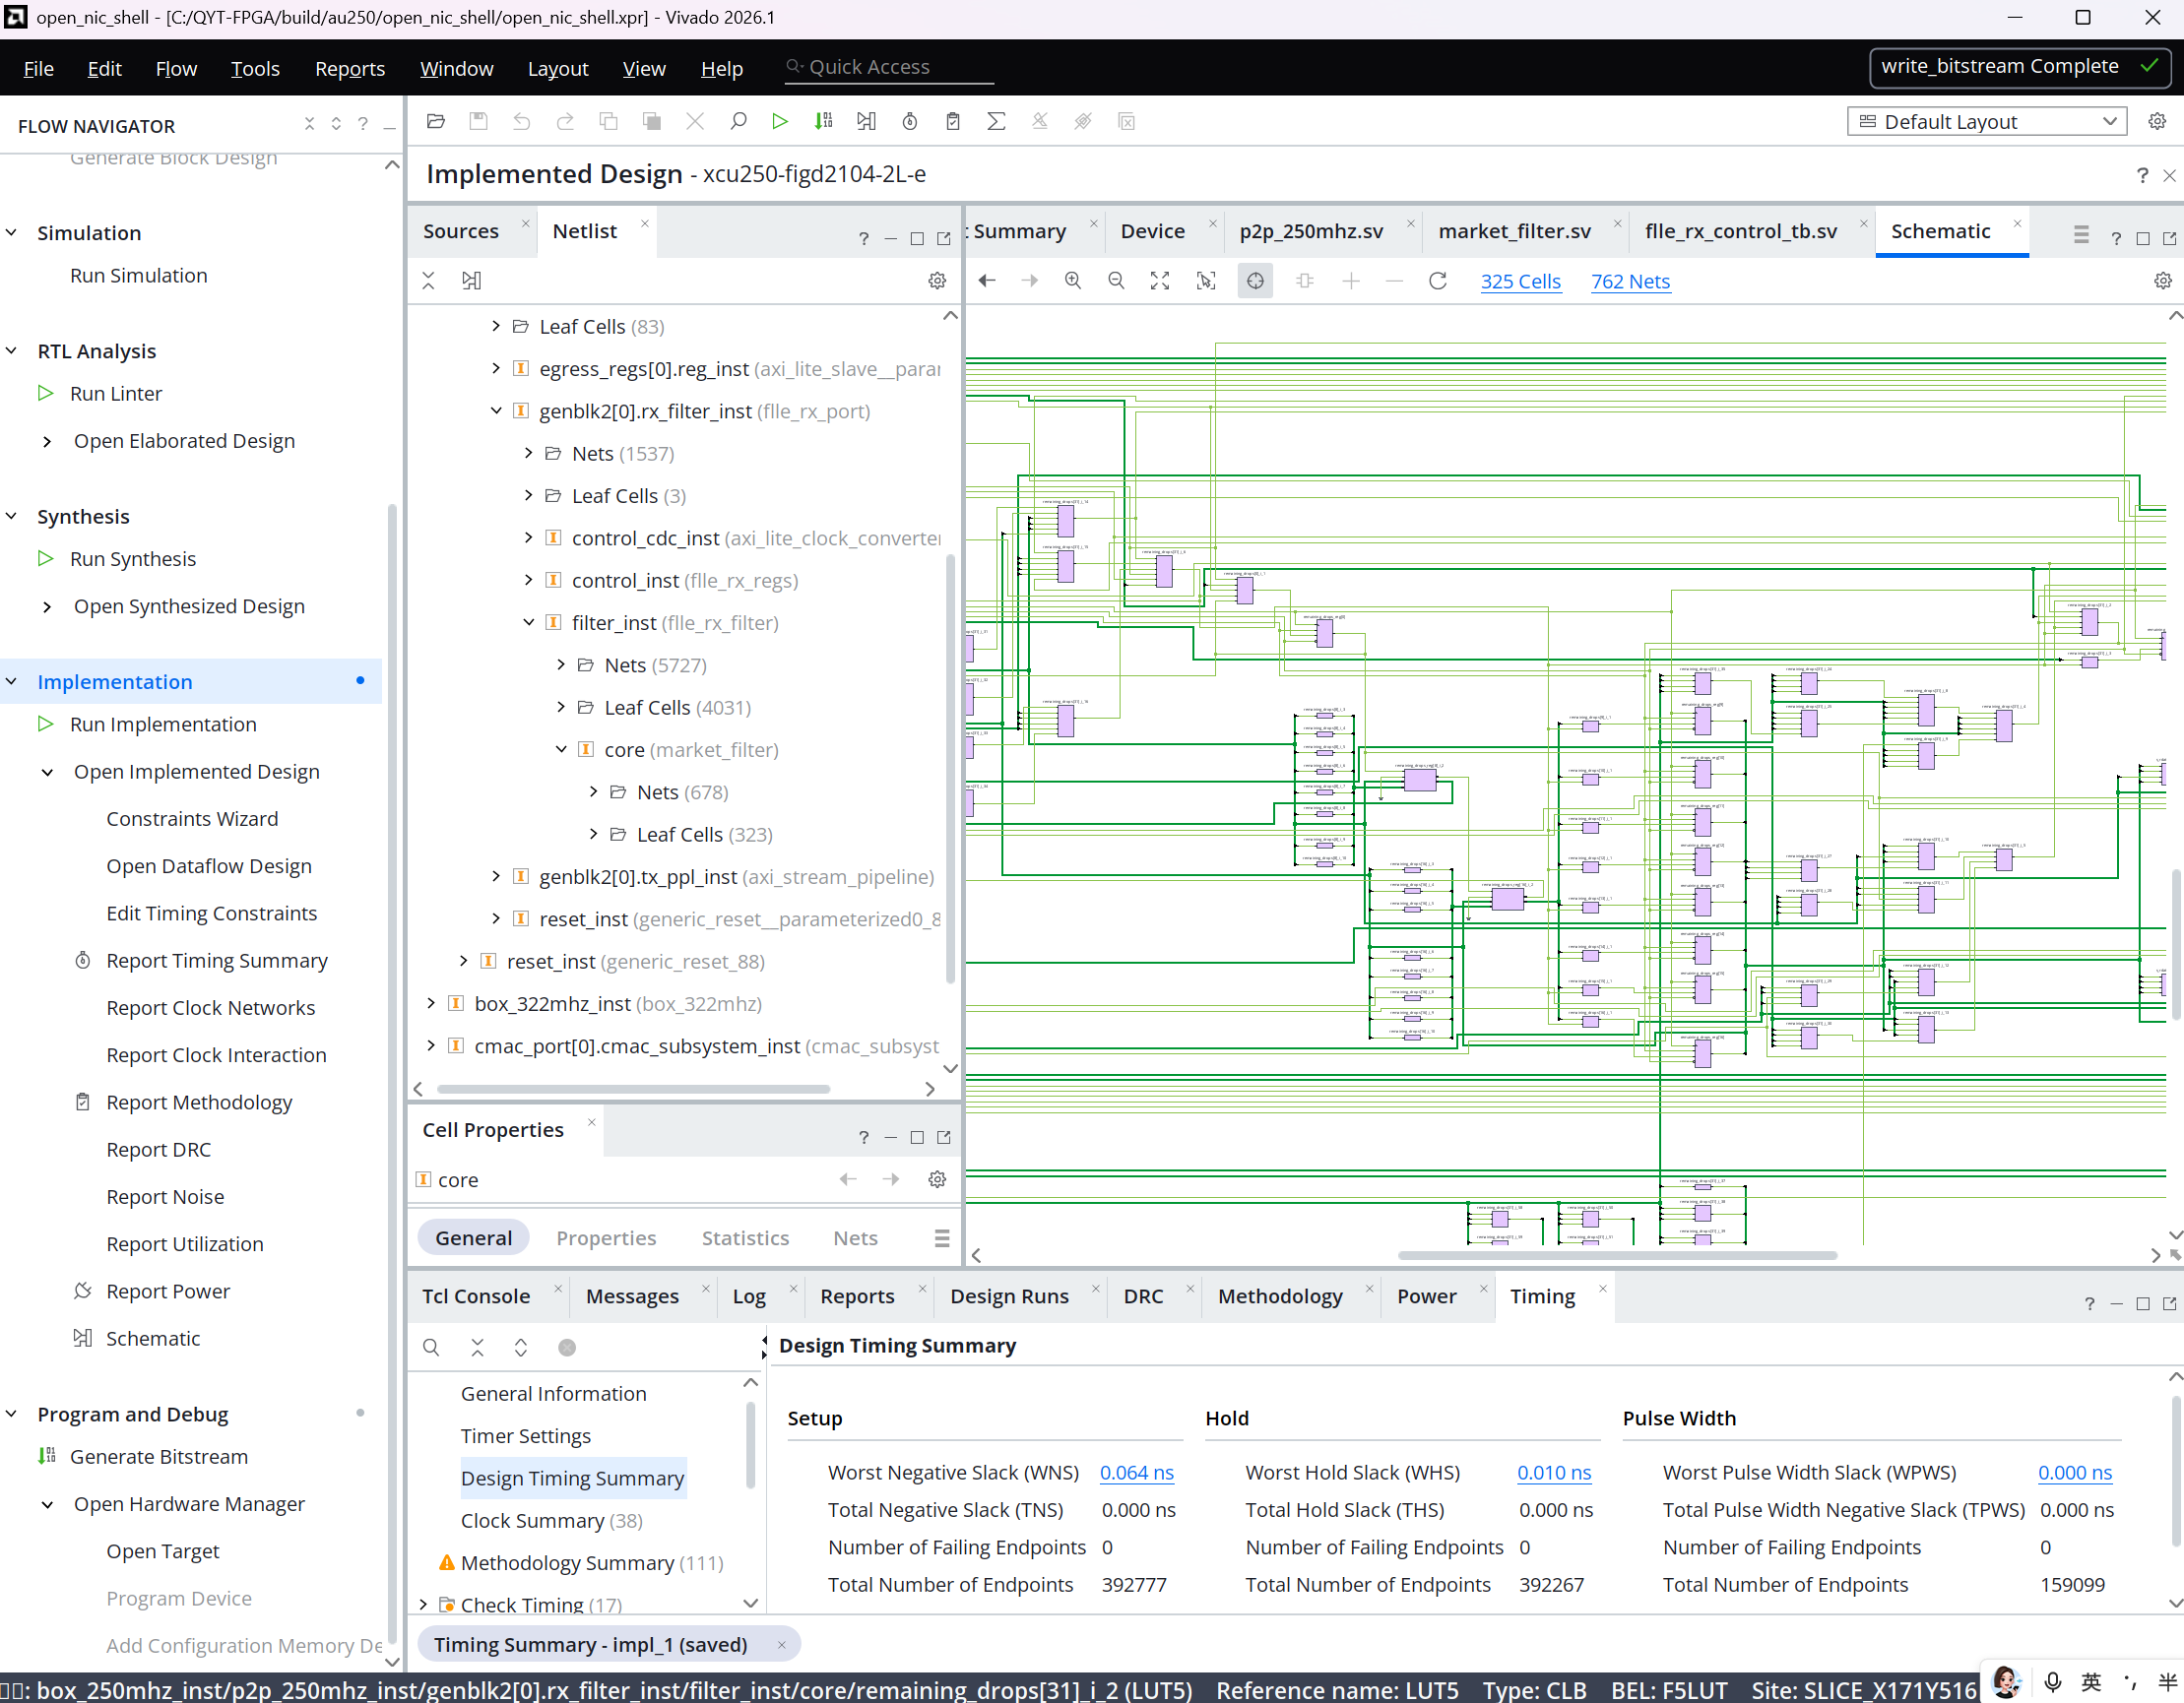 open_nic_shell - [C:/QYT-FPGA/build/au250/open_nic_shell/open_nic_shell.xpr] - Vivado 2026.1
File Edit Flow Tools Reports Window Layout View Help Quick Access write_bitstream Complete
FLOW NAVIGATOR
Default Layout
Generate Block Design
Simulation
Run Simulation
RTL Analysis
Run Linter
Open Elaborated Design
Synthesis
Run Synthesis
Open Synthesized Design
Implementation
Run Implementation
Open Implemented Design
Constraints Wizard
Open Dataflow Design
Edit Timing Constraints
Report Timing Summary
Report Clock Networks
Report Clock Interaction
Report Methodology
Report DRC
Report Noise
Report Utilization
Report Power
Schematic
Program and Debug
Generate Bitstream
Open Hardware Manager
Open Target
Program Device
Add Configuration Memory De
Implemented Design - xcu250-figd2104-2L-e
Sources Netlist
Leaf Cells (83)
egress_regs[0].reg_inst (axi_lite_slave__parar
genblk2[0].rx_filter_inst (flle_rx_port)
Nets (1537)
Leaf Cells (3)
control_cdc_inst (axi_lite_clock_converter
control_inst (flle_rx_regs)
filter_inst (flle_rx_filter)
Nets (5727)
Leaf Cells (4031)
core (market_filter)
Nets (678)
Leaf Cells (323)
genblk2[0].tx_ppl_inst (axi_stream_pipeline)
reset_inst (generic_reset__parameterized0_8
reset_inst (generic_reset_88)
box_322mhz_inst (box_322mhz)
cmac_port[0].cmac_subsystem_inst (cmac_subsyst
Cell Properties
core
General Properties Statistics Nets
Summary Device p2p_250mhz.sv market_filter.sv flle_rx_control_tb.sv Schematic
325 Cells 762 Nets
Tcl Console Messages Log Reports Design Runs DRC Methodology Power Timing
General Information
Timer Settings
Design Timing Summary
Clock Summary (38)
Methodology Summary (111)
Check Timing (17)
Design Timing Summary
Setup Hold Pulse Width
Worst Negative Slack (WNS) 0.064 ns Worst Hold Slack (WHS) 0.010 ns Worst Pulse Width Slack (WPWS) 0.000 ns
Total Negative Slack (TNS) 0.000 ns Total Hold Slack (THS) 0.000 ns Total Pulse Width Negative Slack (TPWS) 0.000 ns
Number of Failing Endpoints 0 Number of Failing Endpoints 0 Number of Failing Endpoints 0
Total Number of Endpoints 392777 Total Number of Endpoints 392267 Total Number of Endpoints 159099
Timing Summary - impl_1 (saved)
: box_250mhz_inst/p2p_250mhz_inst/genblk2[0].rx_filter_inst/filter_inst/core/remaining_drops[31]_i_2 (LUT5) Reference name: LUT5 Type: CLB BEL: F5LUT Site: SLICE_X171Y516
英 半